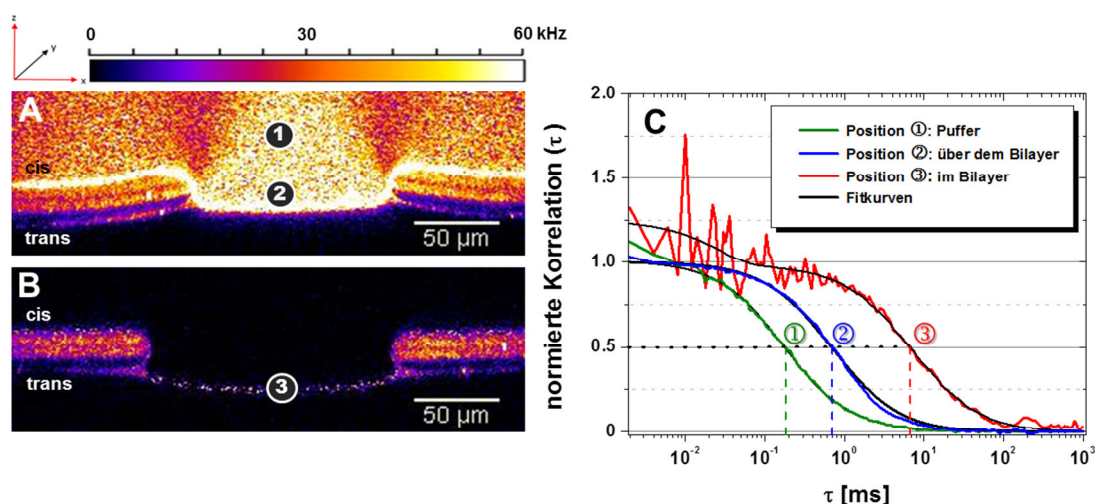 0 30 60 kHz
z
y
x
A
1
2
cis
trans
50 µm
B
cis
trans
3
50 µm
normierte Korrelation (τ)
2.0
1.5
1.0
0.5
0
C
Position ①: Puffer
Position ②: über dem Bilayer
Position ③: im Bilayer
Fitkurven
① ② ③
10⁻² 10⁻¹ 10⁰ 10¹ 10² 10³
τ [ms]